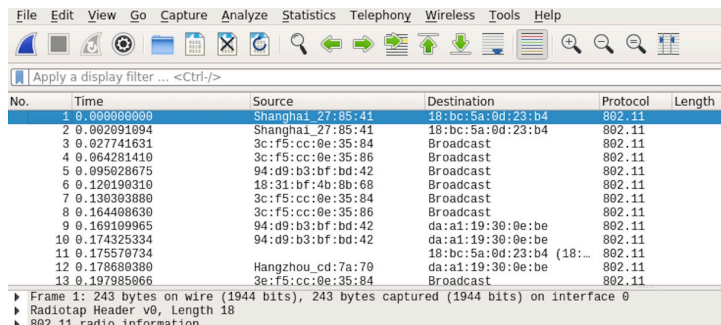 File Edit View Go Capture Analyze Statistics Telephony Wireless Tools Help
Apply a display filter ... <Ctrl-/>
No. Time Source Destination Protocol Length
1 0.000000000 Shanghai_27:85:41 18:bc:5a:0d:23:b4 802.11
2 0.002091094 Shanghai_27:85:41 18:bc:5a:0d:23:b4 802.11
3 0.027741631 3c:f5:cc:0e:35:84 Broadcast 802.11
4 0.064281410 3c:f5:cc:0e:35:86 Broadcast 802.11
5 0.095028675 94:d9:b3:bf:bd:42 Broadcast 802.11
6 0.120190310 18:31:bf:4b:8b:68 Broadcast 802.11
7 0.130303880 3c:f5:cc:0e:35:84 Broadcast 802.11
8 0.164408630 3c:f5:cc:0e:35:86 Broadcast 802.11
9 0.169109965 94:d9:b3:bf:bd:42 da:a1:19:30:0e:be 802.11
10 0.174325334 94:d9:b3:bf:bd:42 da:a1:19:30:0e:be 802.11
11 0.175570734 18:bc:5a:0d:23:b4 (18:… 802.11
12 0.178680380 Hangzhou_cd:7a:70 da:a1:19:30:0e:be 802.11
13 0.197985066 3e:f5:cc:0e:35:84 Broadcast 802.11
Frame 1: 243 bytes on wire (1944 bits), 243 bytes captured (1944 bits) on interface 0
Radiotap Header v0, Length 18
802.11 radio information